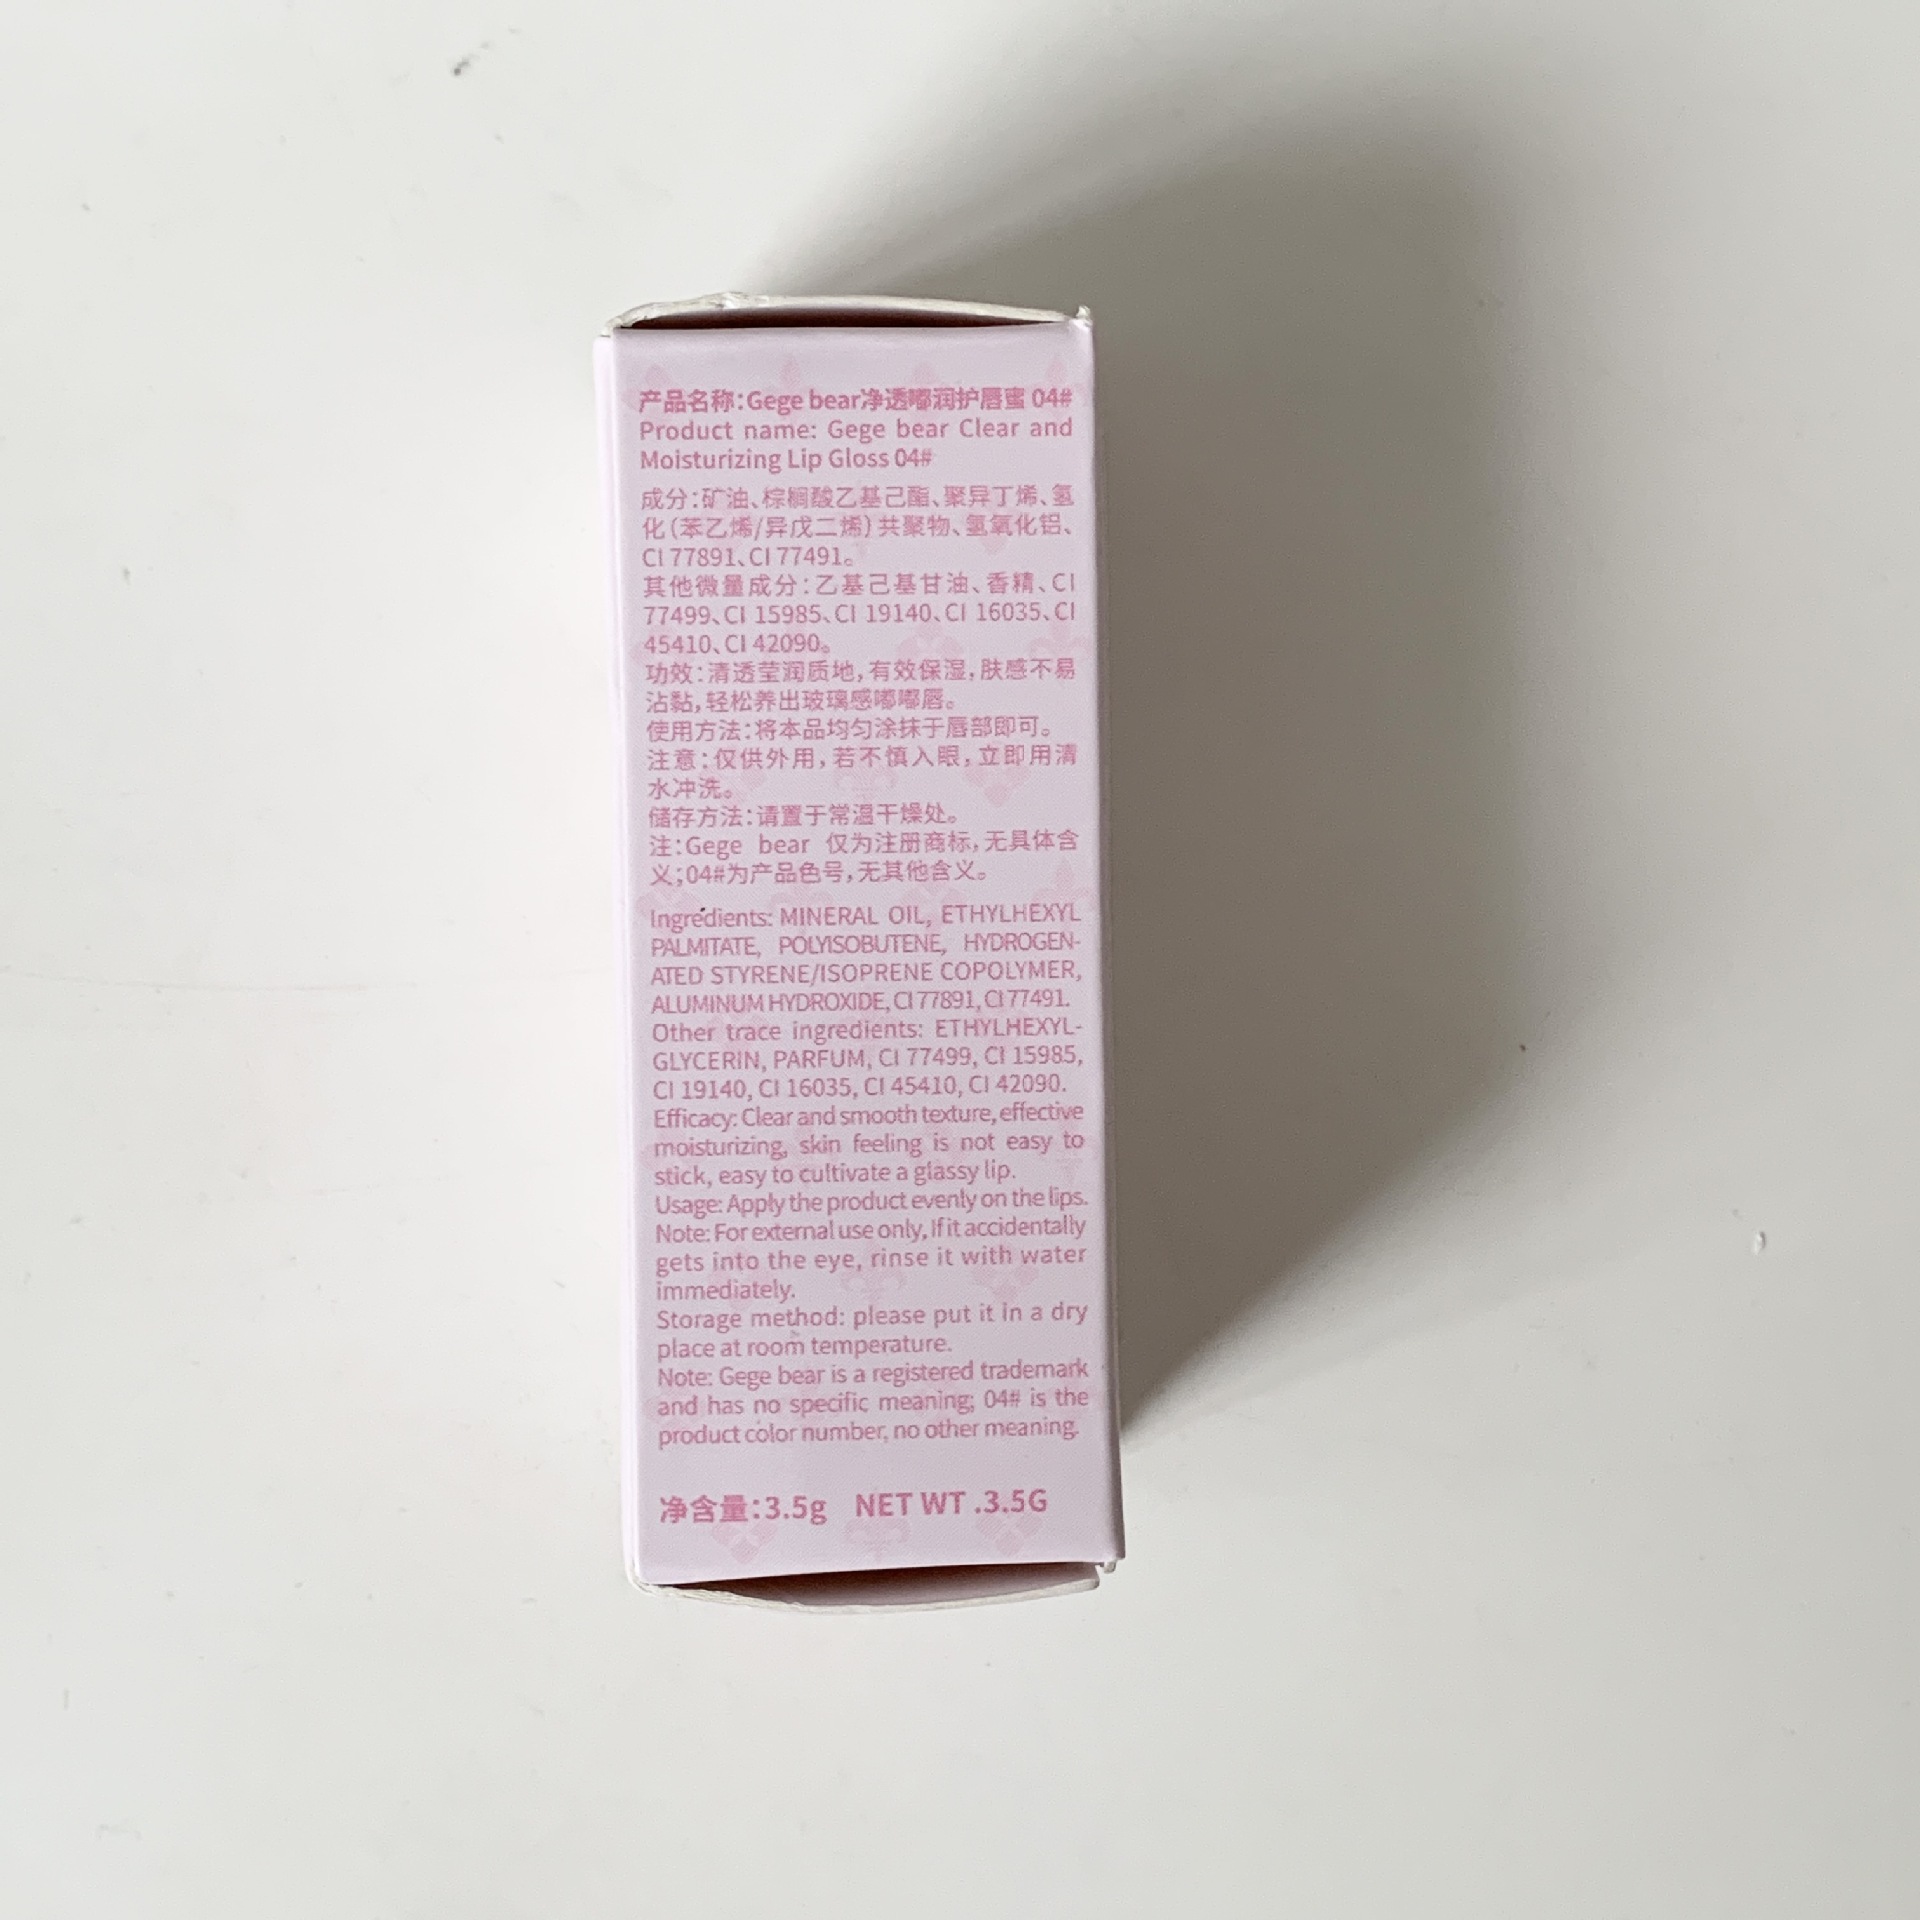 产品名称：Gege bear净透嘟润护唇蜜 04#
Product name: Gege bear Clear and
Moisturizing Lip Gloss 04#
成分：矿油、棕榈酸乙基己酯、聚异丁烯、氢
化（苯乙烯/异戊二烯）共聚物、氢氧化铝、
CI 77891、CI 77491。
其他微量成分：乙基己基甘油、香精、CI
77499、CI 15985、CI 19140、CI 16035、CI
45410、CI 42090。
功效：清透莹润质地，有效保湿，肤感不易
沾黏，轻松养出玻璃感嘟嘟唇。
使用方法：将本品均匀涂抹于唇部即可。
注意：仅供外用，若不慎入眼，立即用清
水冲洗。
储存方法：请置于常温干燥处。
注：Gege bear 仅为注册商标，无具体含
义；04#为产品色号，无其他含义。
Ingredients: MINERAL OIL, ETHYLHEXYL
PALMITATE, POLYISOBUTENE, HYDROGEN-
ATED STYRENE/ISOPRENE COPOLYMER,
ALUMINUM HYDROXIDE, CI 77891, CI 77491.
Other trace ingredients: ETHYLHEXYL-
GLYCERIN, PARFUM, CI 77499, CI 15985,
CI 19140, CI 16035, CI 45410, CI 42090.
Efficacy: Clear and smooth texture, effective
moisturizing, skin feeling is not easy to
stick, easy to cultivate a glassy lip.
Usage: Apply the product evenly on the lips.
Note: For external use only, If it accidentally
gets into the eye, rinse it with water
immediately.
Storage method: please put it in a dry
place at room temperature.
Note: Gege bear is a registered trademark
and has no specific meaning; 04# is the
product color number, no other meaning.
净含量：3.5g NET WT .3.5G